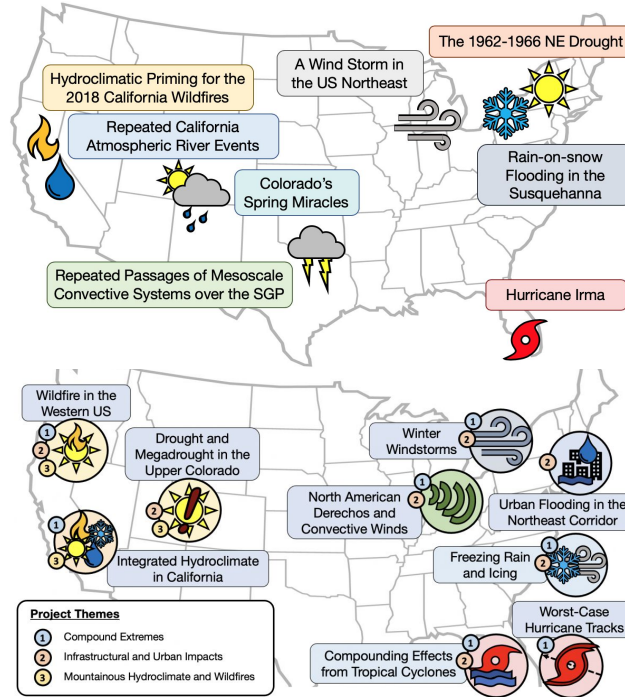 The 1962-1966 NE Drought
A Wind Storm in
the US Northeast
Hydroclimatic Priming for the
2018 California Wildfires
Repeated California
Atmospheric River Events
Rain-on-snow
Flooding in the
Susquehanna
Colorado's
Spring Miracles
Repeated Passages of Mesoscale
Convective Systems over the SGP
Hurricane Irma
Wildfire in the
Western US
1
2
3
Drought and
Megadrought in the
Upper Colorado
2
3
Winter
Windstorms
1
2
North American
Derechos and
Convective Winds
1
2
2
Urban Flooding in the
Northeast Corridor
1
3
Integrated Hydroclimate
in California
Freezing Rain
and Icing
1
2
Project Themes
1 Compound Extremes
2 Infrastructural and Urban Impacts
3 Mountainous Hydroclimate and Wildfires
Worst-Case
Hurricane Tracks
1
Compounding Effects
from Tropical Cyclones
1
2